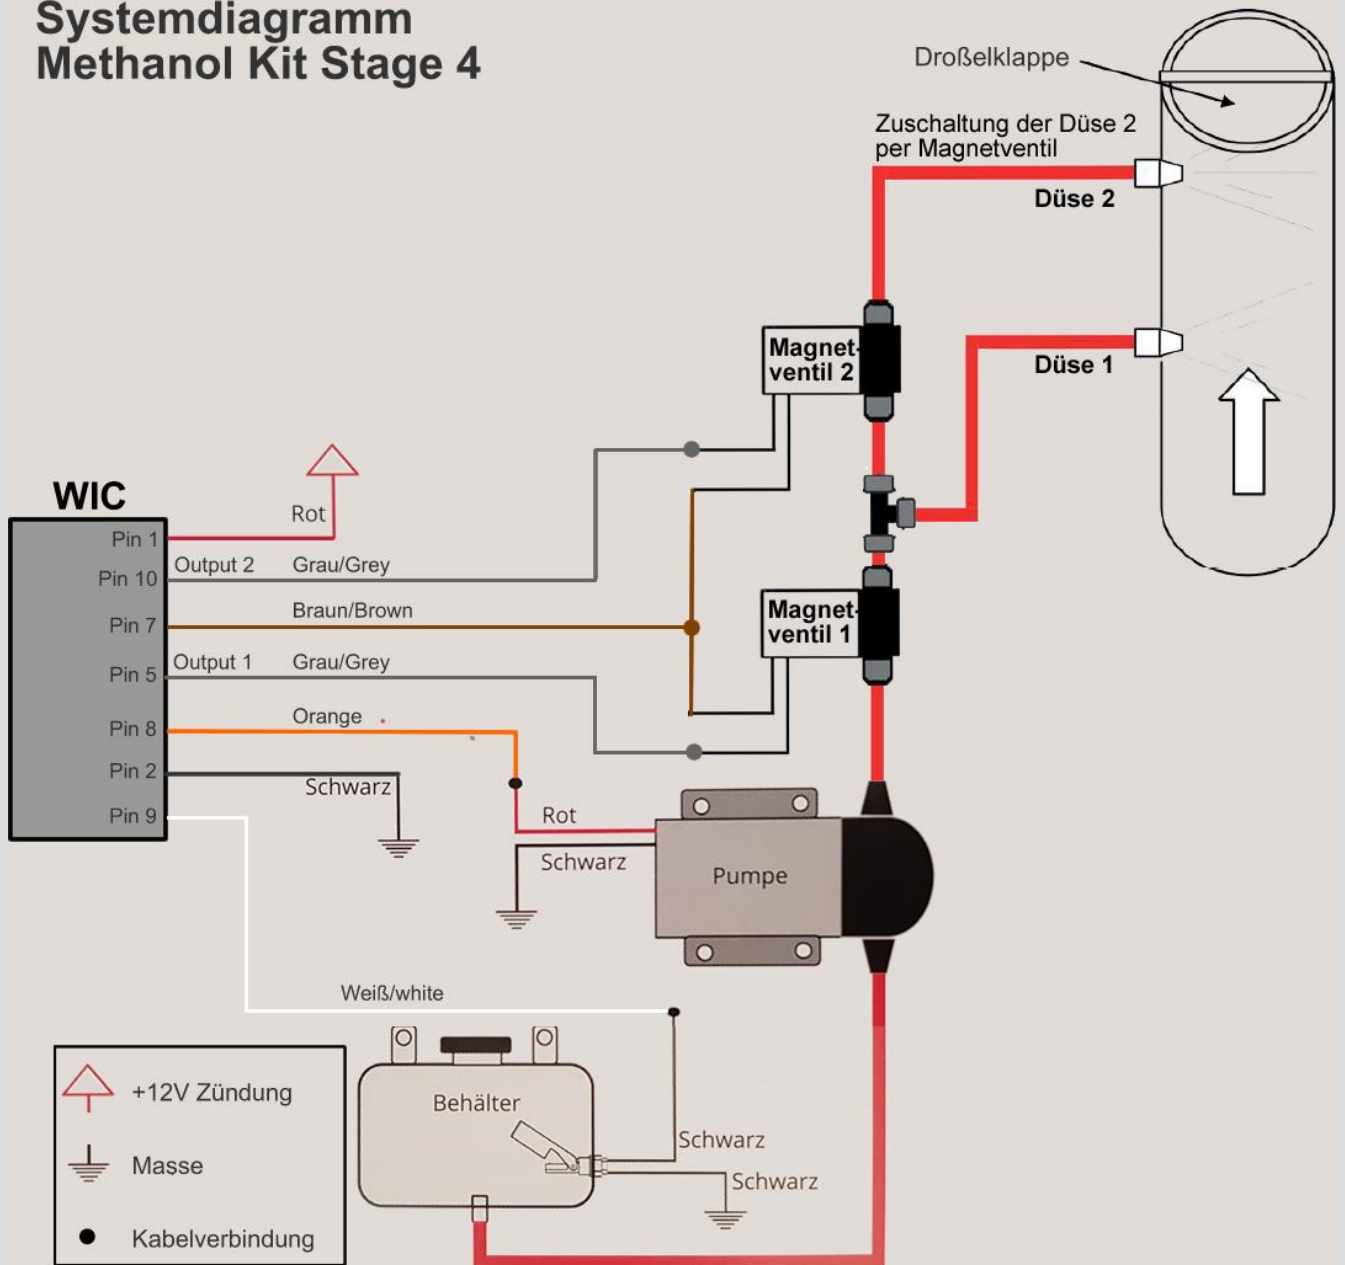 Systemdiagramm
Methanol Kit Stage 4
Droßelklappe
Zuschaltung der Düse 2
per Magnetventil
Düse 2
Magnet-
ventil 2
Düse 1
WIC
Rot
Pin 1
Output 2
Grau/Grey
Pin 10
Braun/Brown
Pin 7
Magnet-
ventil 1
Output 1
Grau/Grey
Pin 5
Orange
Pin 8
Pin 2
Schwarz
Pin 9
Rot
Schwarz
Pumpe
Weiß/white
Behälter
Schwarz
Schwarz
+12V Zündung
Masse
Kabelverbindung